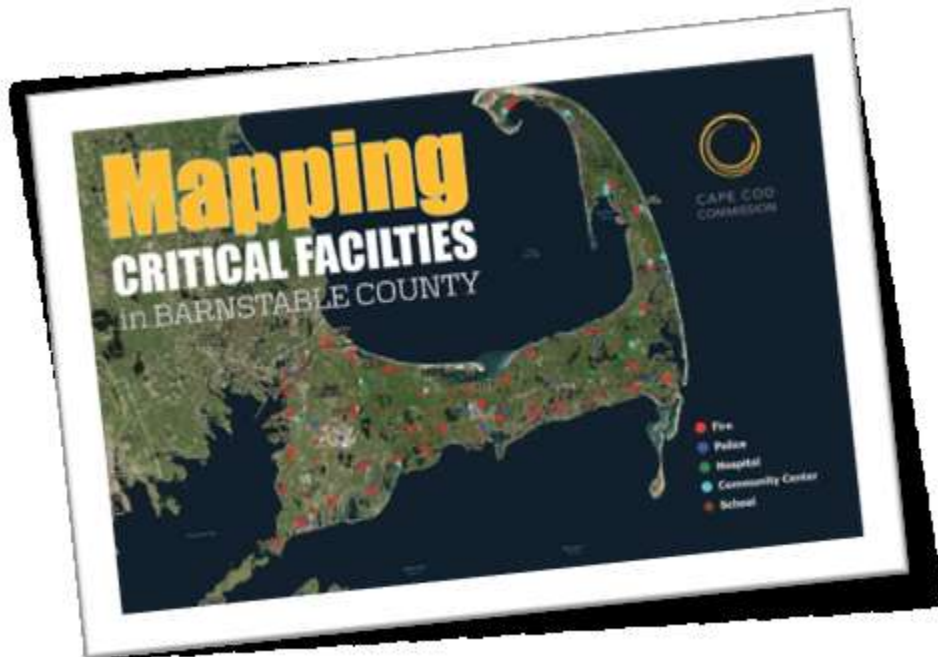 Mapping
CRITICAL FACILTIES
in BARNSTABLE COUNTY
CAPE COD
COMMISSION
Fire
Police
Hospital
Community Center
School